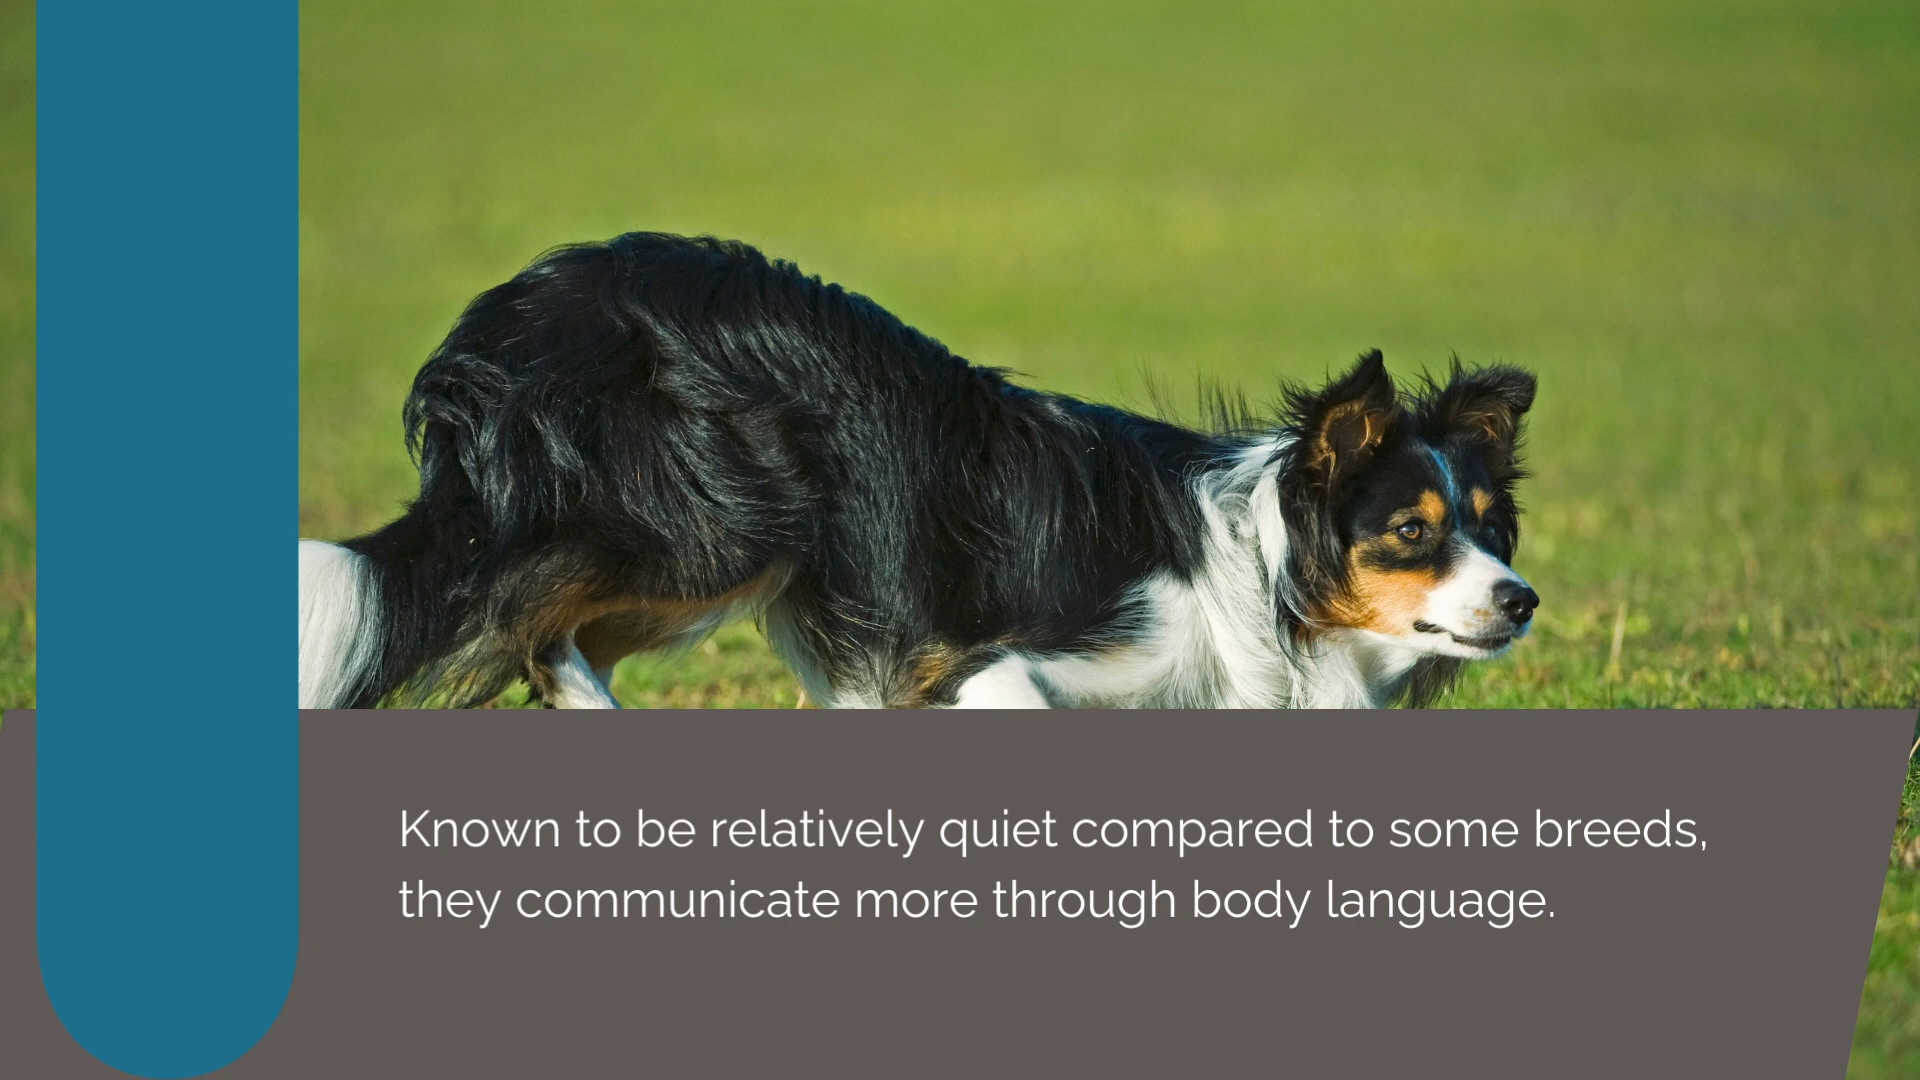 Known to be relatively quiet compared to some breeds,
they communicate more through body language.